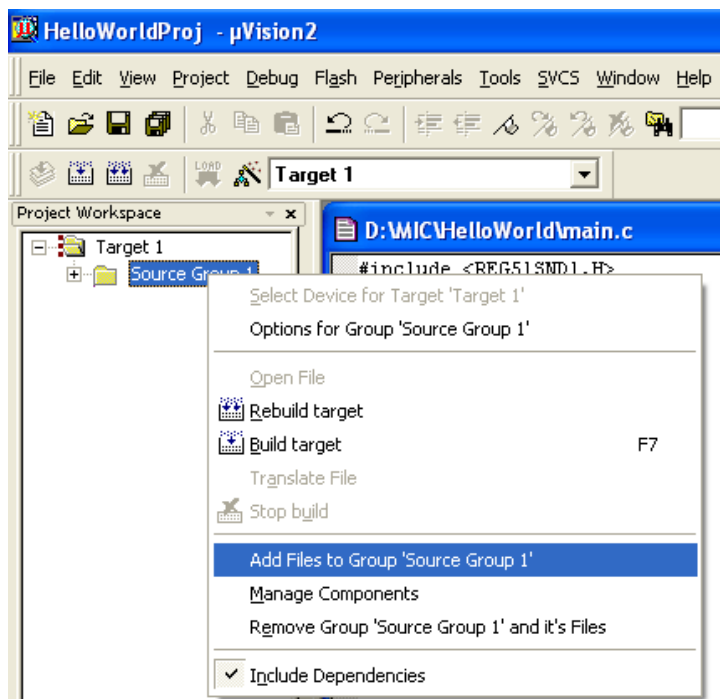 HelloWorldProj - µVision2
File Edit View Project Debug Flash Peripherals Tools SVCS Window Help
LOAD Target 1
Project Workspace
D:\MIC\HelloWorld\main.c
Target 1
Source Group 1
#include <REG51SND1.H>
Select Device for Target 'Target 1'
Options for Group 'Source Group 1'
Open File
Rebuild target
Build target F7
Translate File
Stop build
Add Files to Group 'Source Group 1'
Manage Components
Remove Group 'Source Group 1' and it's Files
Include Dependencies